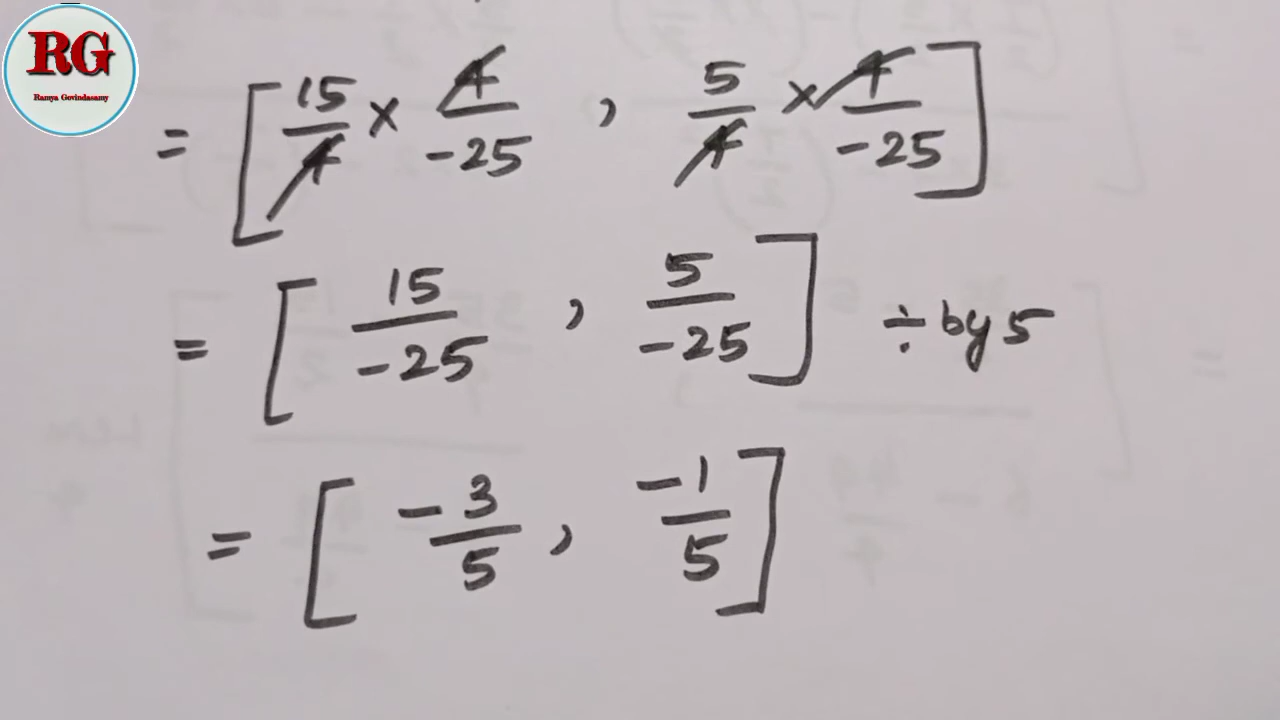 RG
Ramya Govindasamy
= [ 15/4 × 4/-25 , 5/4 × 4/-25 ]
= [ 15/-25 , 5/-25 ] ÷ by 5
= [ -3/5 , -1/5 ]